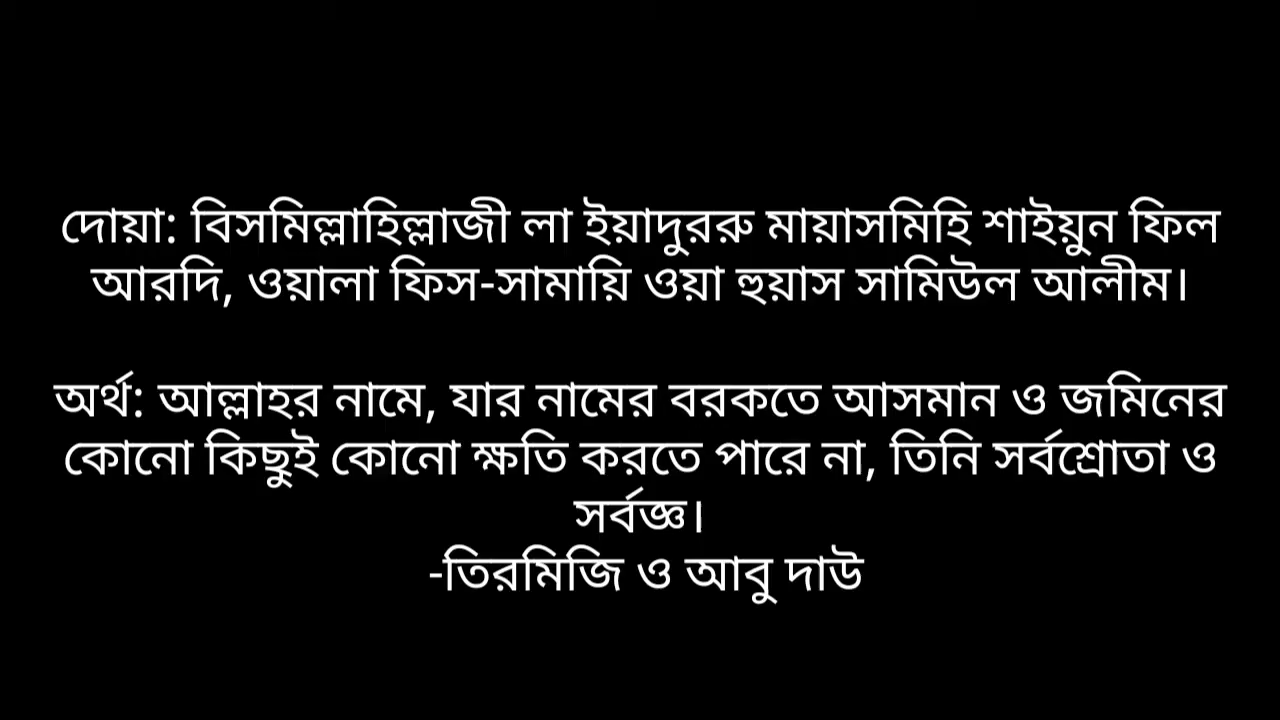 দোয়া: বিসমিল্লাহিল্লাজী লা ইয়াদুররু মায়াসমিহি শাইয়ুন ফিল
আরদি, ওয়ালা ফিস-সামায়ি ওয়া হুয়াস সামিউল আলীম।
অর্থ: আল্লাহর নামে, যার নামের বরকতে আসমান ও জমিনের
কোনো কিছুই কোনো ক্ষতি করতে পারে না, তিনি সর্বশ্রোতা ও
সর্বজ্ঞ।
-তিরমিজি ও আবু দাউ